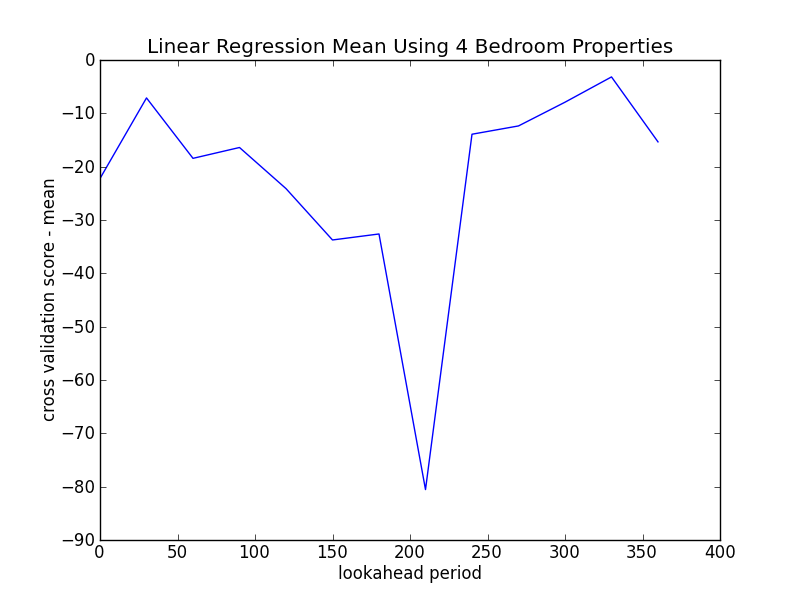 Linear Regression Mean Using 4 Bedroom Properties
0
−10
−20
−30
−40
−50
−60
−70
−80
−90
cross validation score - mean
0 50 100 150 200 250 300 350 400
lookahead period